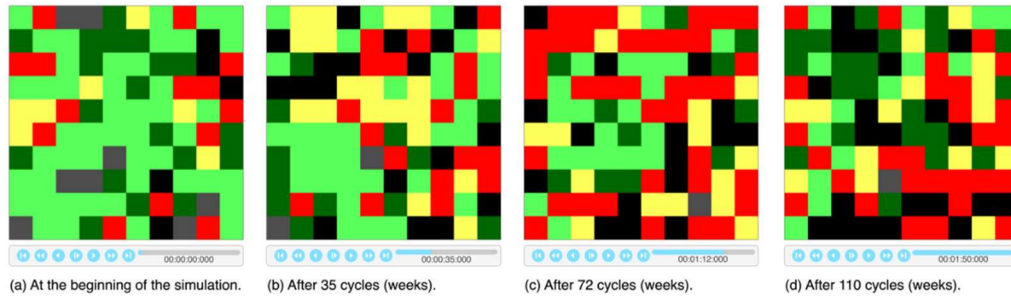 00:00:00:000
00:00:35:000
00:01:12:000
00:01:50:000
(a) At the beginning of the simulation.
(b) After 35 cycles (weeks).
(c) After 72 cycles (weeks).
(d) After 110 cycles (weeks).